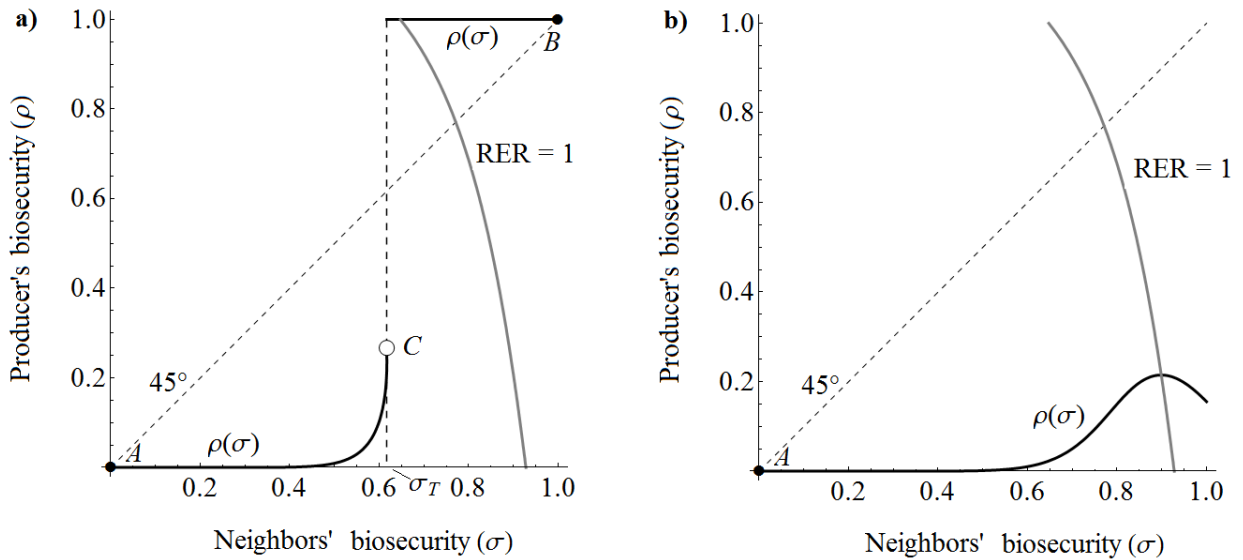 a)
1.0
0.8
0.6
0.4
0.2
Producer's biosecurity (ρ)
ρ(σ)
B
RER = 1
C
45°
A
ρ(σ)
0.2
0.4
0.6
σT
0.8
1.0
Neighbors' biosecurity (σ)
b)
1.0
0.8
0.6
0.4
0.2
Producer's biosecurity (ρ)
RER = 1
45°
ρ(σ)
A
0.2
0.4
0.6
0.8
1.0
Neighbors' biosecurity (σ)